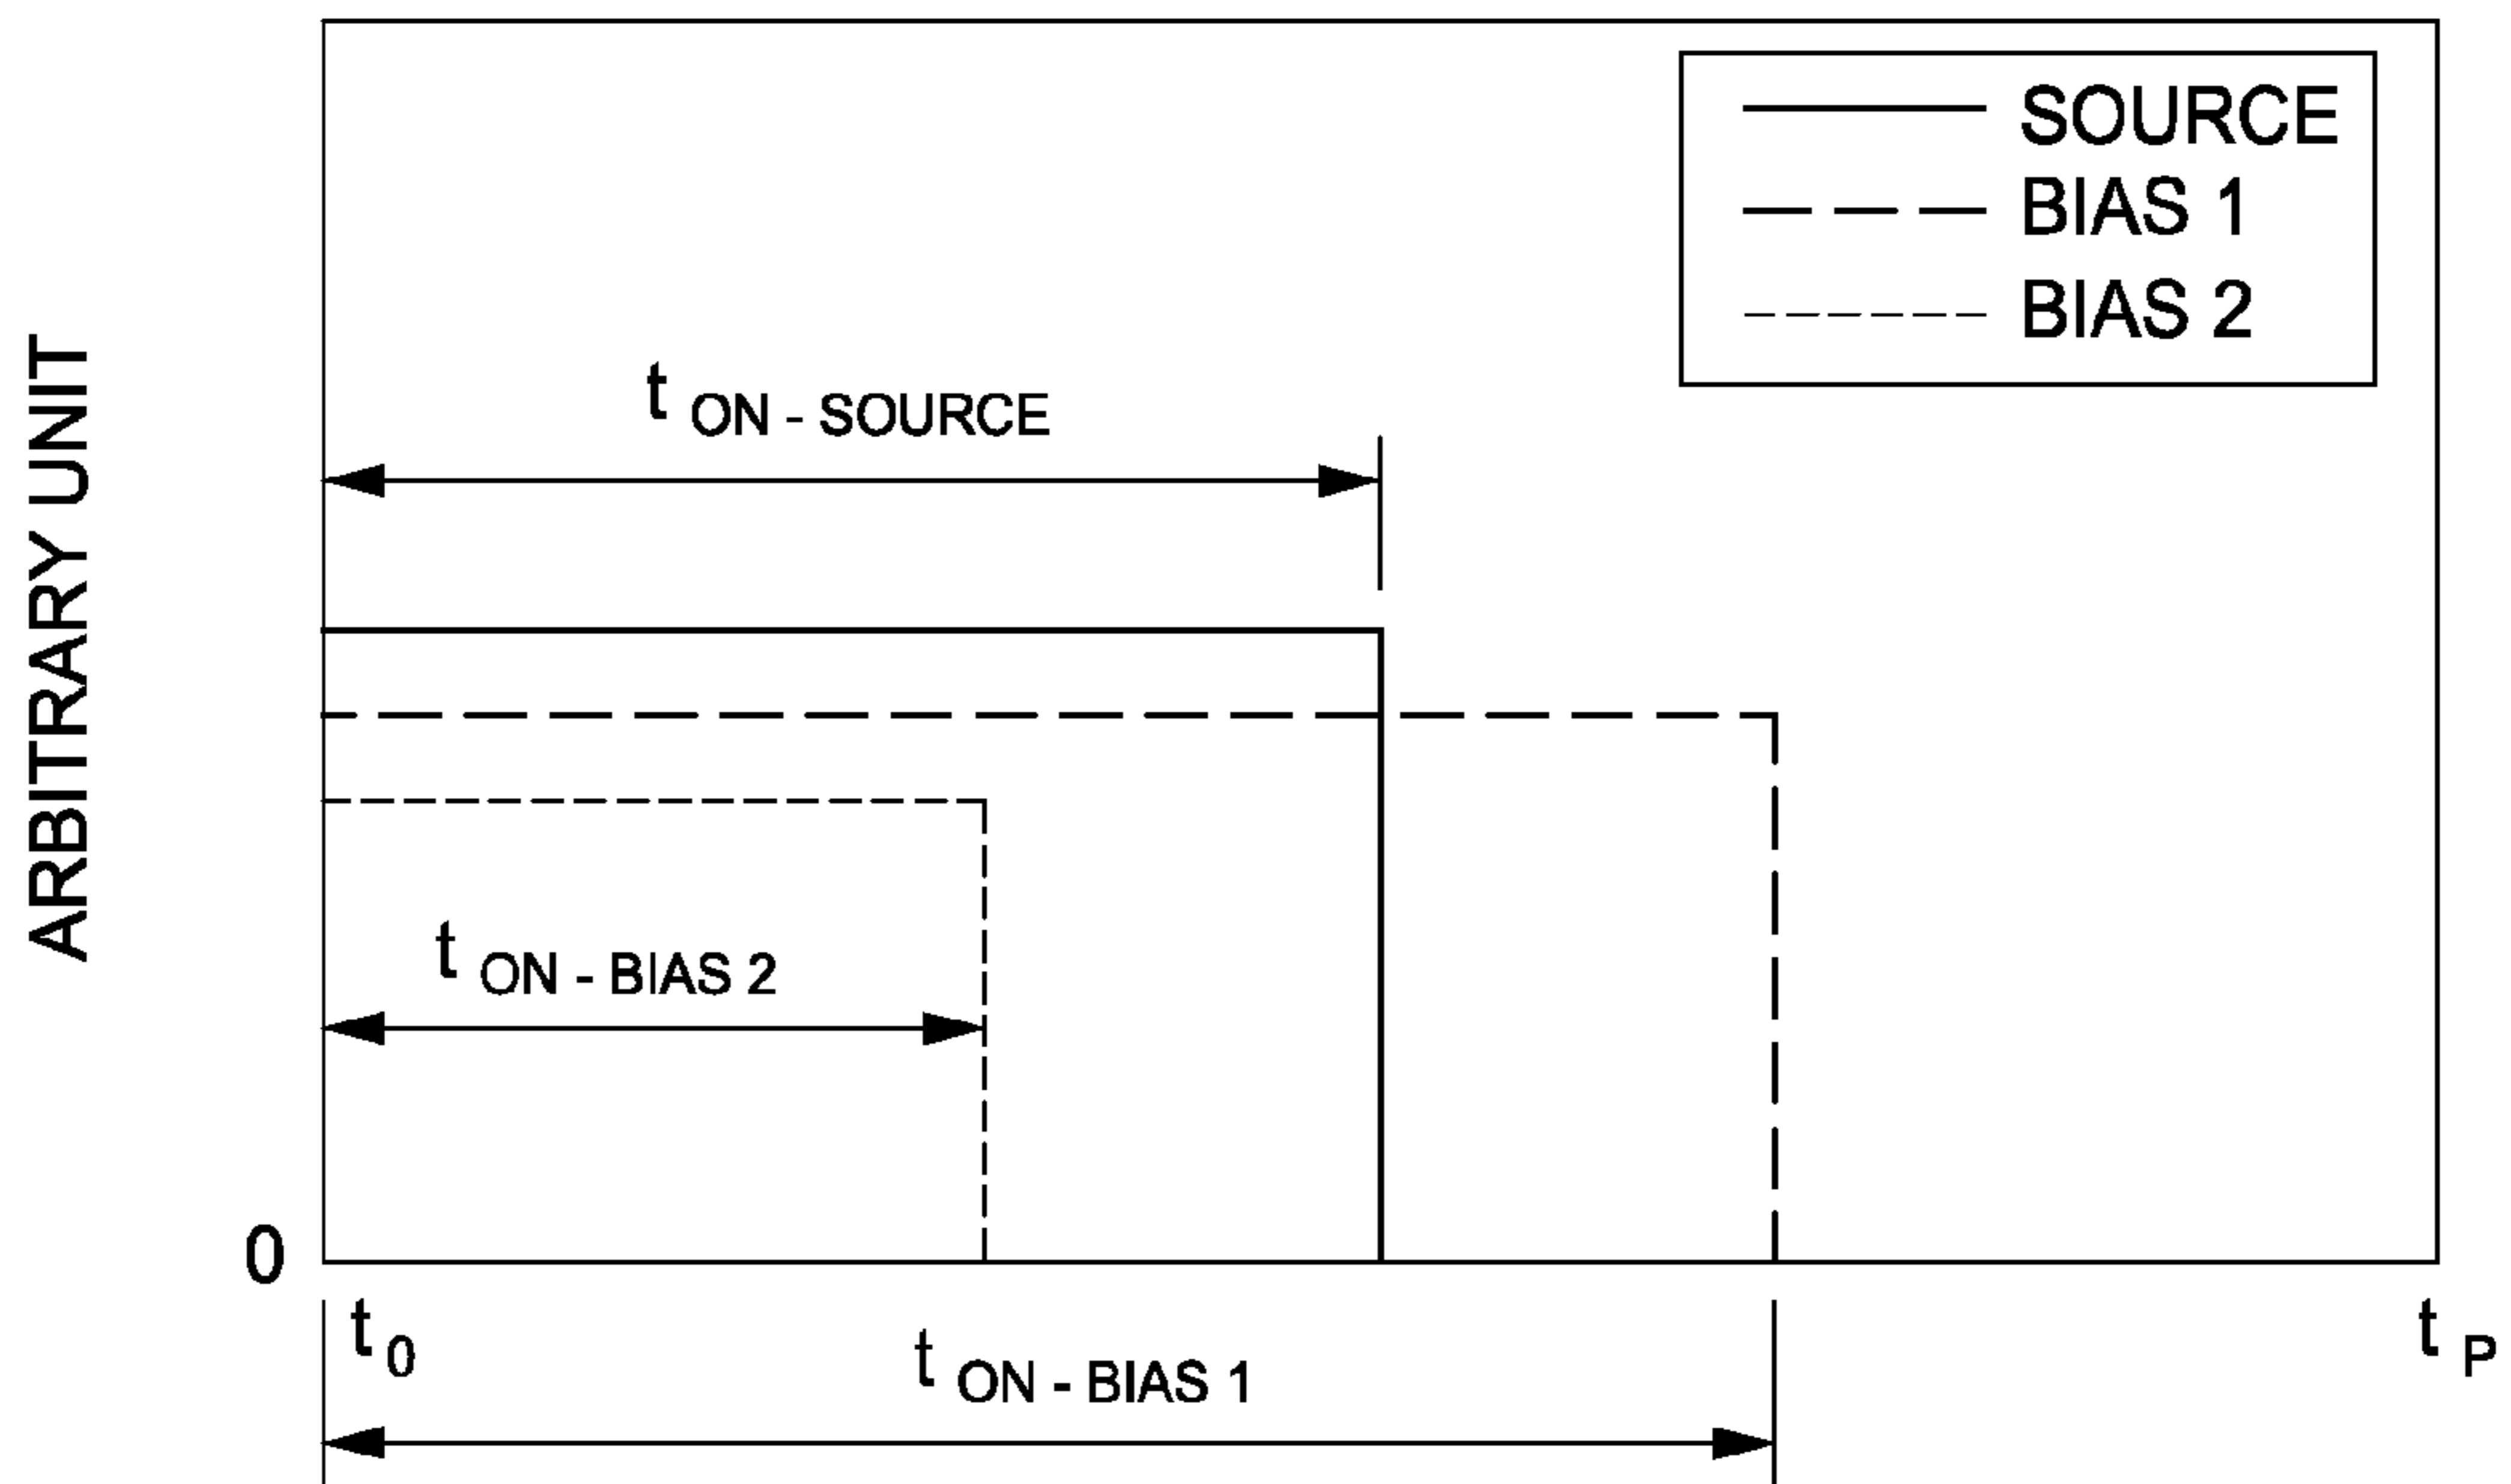 SOURCE
BIAS 1
BIAS 2
ARBITRARY UNIT
t ON - SOURCE
t ON - BIAS 2
0
t 0
t ON - BIAS 1
t P